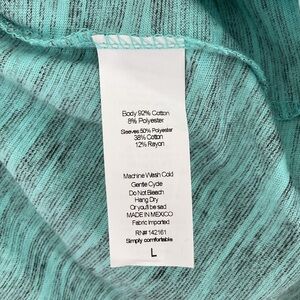 Body 92% Cotton
8% Polyester
Sleeves 50% Polyester
38% Cotton
12% Rayon
Machine Wash Cold
Gentle Cycle
Do Not Bleach
Hang Dry
Or you'll be sad
MADE IN MEXICO
Fabric Imported
RN# 142161
Simply comfortable
L